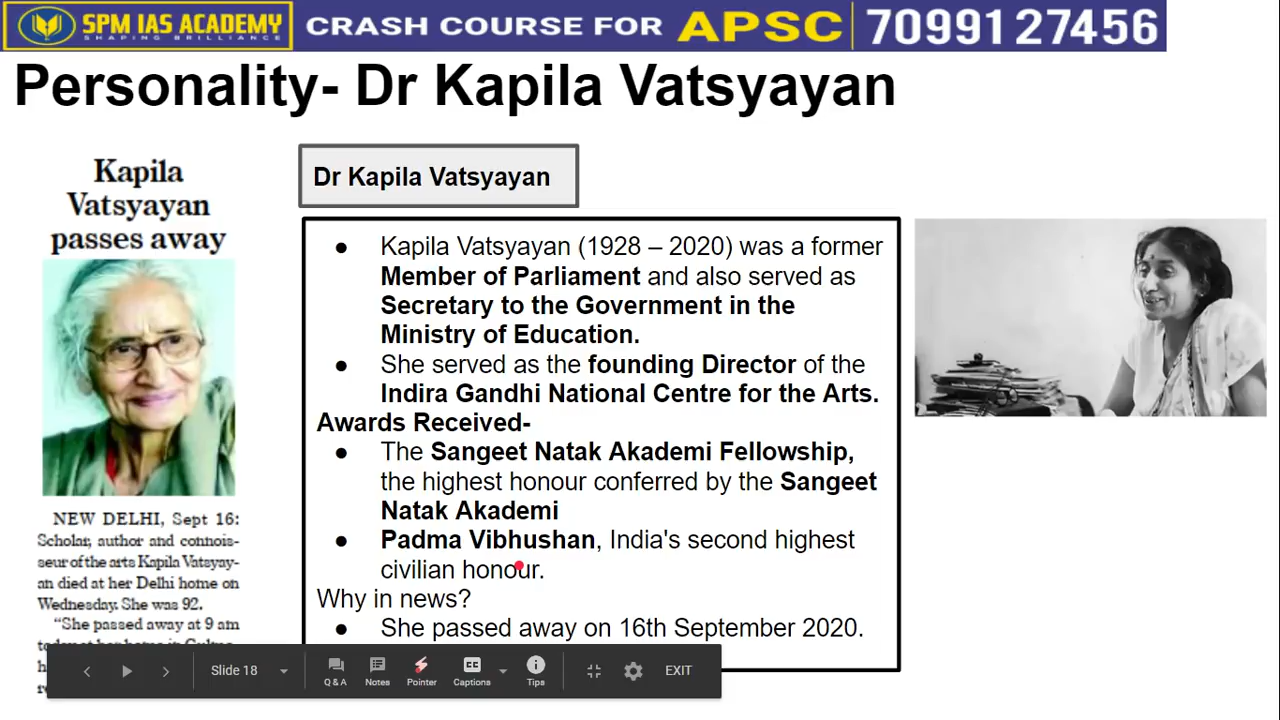 SPM IAS ACADEMY
SHAPING BRILLIANCE
CRASH COURSE FOR APSC 70991 27456
Personality- Dr Kapila Vatsyayan
Kapila
Vatsyayan
passes away
NEW DELHI, Sept 16:
Scholar, author and connois-
seur of the arts Kapila Vatsyay-
an died at her Delhi home on
Wednesday. She was 92.
"She passed away at 9 am
Dr Kapila Vatsyayan
● Kapila Vatsyayan (1928 – 2020) was a former
Member of Parliament and also served as
Secretary to the Government in the
Ministry of Education.
● She served as the founding Director of the
Indira Gandhi National Centre for the Arts.
Awards Received-
● The Sangeet Natak Akademi Fellowship,
the highest honour conferred by the Sangeet
Natak Akademi
● Padma Vibhushan, India's second highest
civilian honour.
Why in news?
● She passed away on 16th September 2020.
Slide 18
Q & A
Notes
Pointer
CC
Captions
Tips
EXIT